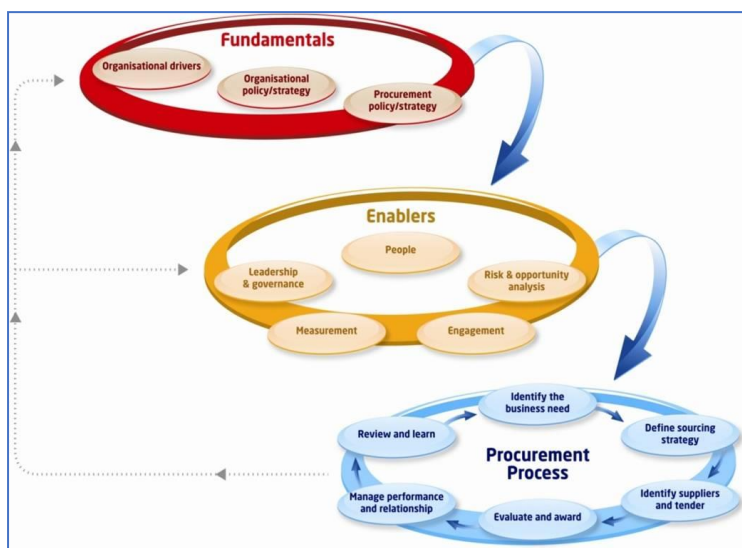 Fundamentals
Organisational drivers
Organisational
policy/strategy
Procurement
policy/strategy
Enablers
People
Leadership
& governance
Risk & opportunity
analysis
Measurement
Engagement
Identify the
business need
Review and learn
Define sourcing
strategy
Procurement
Process
Manage performance
and relationship
Identify suppliers
and tender
Evaluate and award